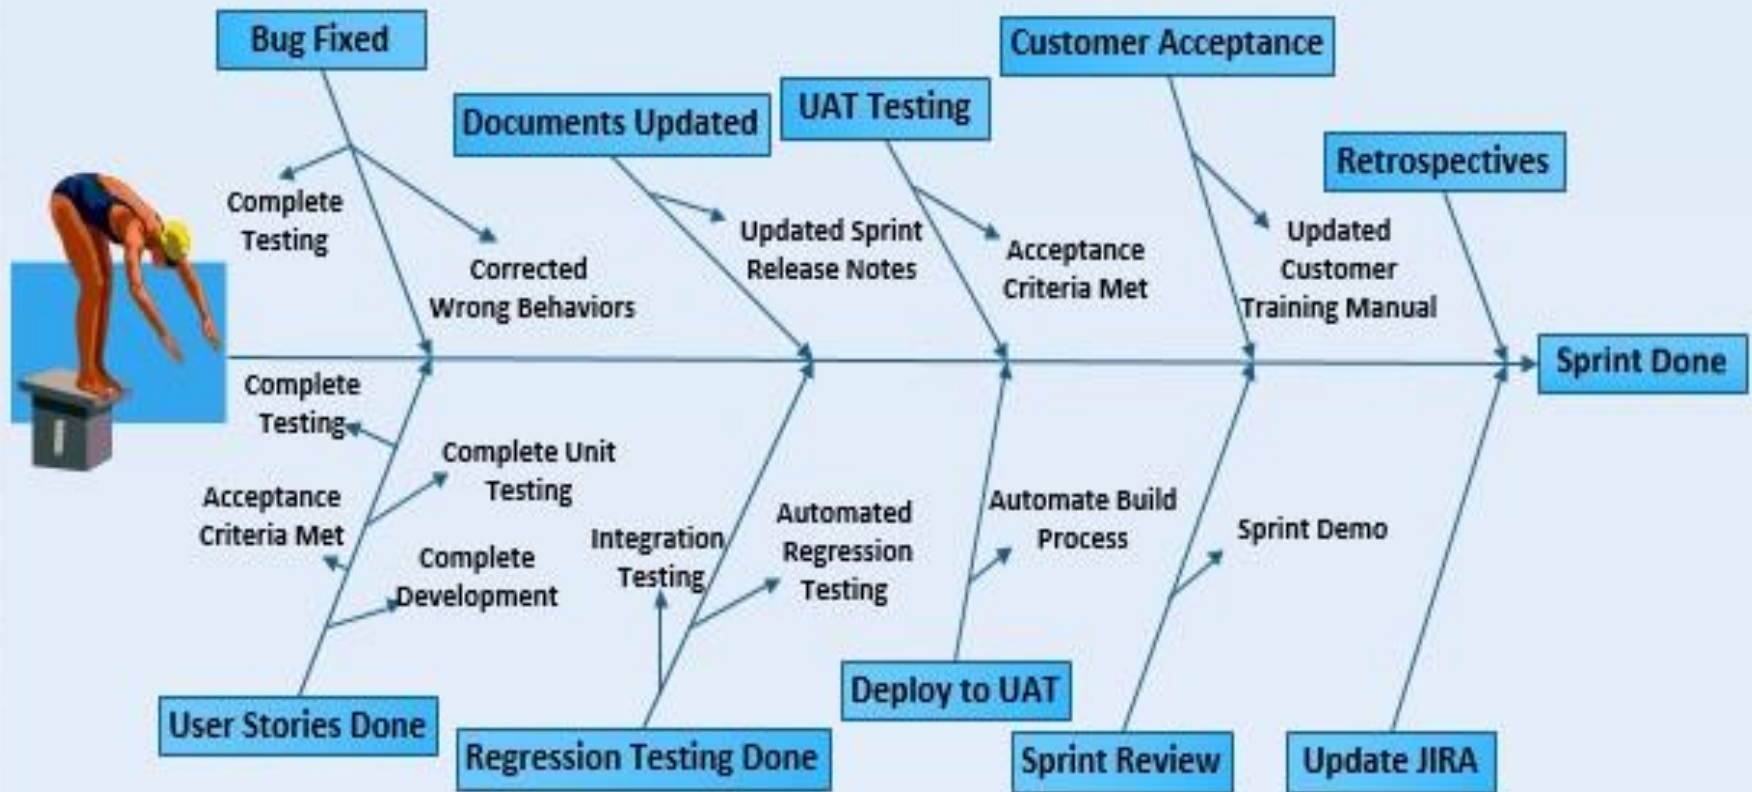 Bug Fixed
Customer Acceptance
Documents Updated
UAT Testing
Retrospectives
Complete
Testing
Corrected
Wrong Behaviors
Updated Sprint
Release Notes
Acceptance
Criteria Met
Updated
Customer
Training Manual
Sprint Done
Complete
Testing
Complete Unit
Testing
Acceptance
Criteria Met
Complete
Development
Integration
Testing
Automated
Regression
Testing
Automate Build
Process
Sprint Demo
User Stories Done
Regression Testing Done
Deploy to UAT
Sprint Review
Update JIRA